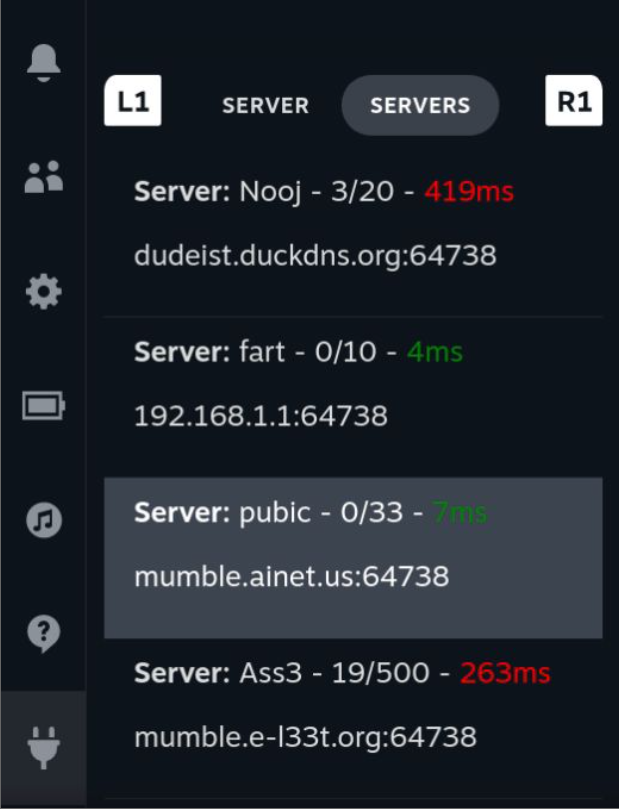 L1 SERVER SERVERS R1
Server: Nooj - 3/20 - 419ms
dudeist.duckdns.org:64738
Server: fart - 0/10 - 4ms
192.168.1.1:64738
Server: pubic - 0/33 - 7ms
mumble.ainet.us:64738
Server: Ass3 - 19/500 - 263ms
mumble.e-l33t.org:64738